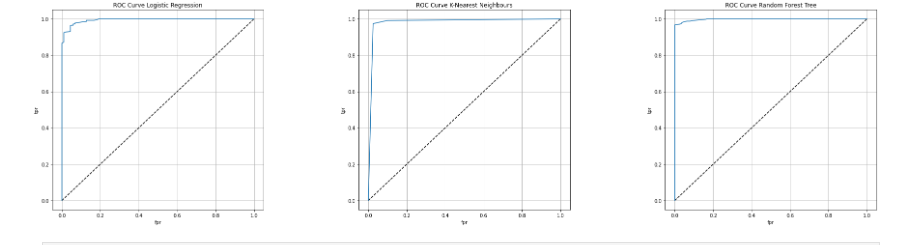 ROC Curve Logistic Regression
1.0
0.8
0.6
0.4
0.2
0.0
tpr
0.0 0.2 0.4 0.6 0.8 1.0
fpr
ROC Curve K-Nearest Neighbours
1.0
0.8
0.6
0.4
0.2
0.0
tpr
0.0 0.2 0.4 0.6 0.8 1.0
fpr
ROC Curve Random Forest Tree
1.0
0.8
0.6
0.4
0.2
0.0
tpr
0.0 0.2 0.4 0.6 0.8 1.0
fpr